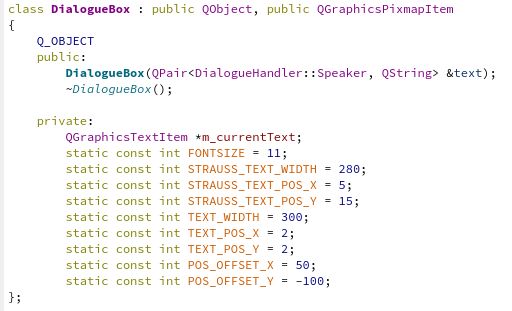 class DialogueBox : public QObject, public QGraphicsPixmapItem
{
    Q_OBJECT
    public:
        DialogueBox(QPair<DialogueHandler::Speaker, QString> &text);
        ~DialogueBox();

    private:
        QGraphicsTextItem *m_currentText;
        static const int FONTSIZE = 11;
        static const int STRAUSS_TEXT_WIDTH = 280;
        static const int STRAUSS_TEXT_POS_X = 5;
        static const int STRAUSS_TEXT_POS_Y = 15;
        static const int TEXT_WIDTH = 300;
        static const int TEXT_POS_X = 2;
        static const int TEXT_POS_Y = 2;
        static const int POS_OFFSET_X = 50;
        static const int POS_OFFSET_Y = -100;
};